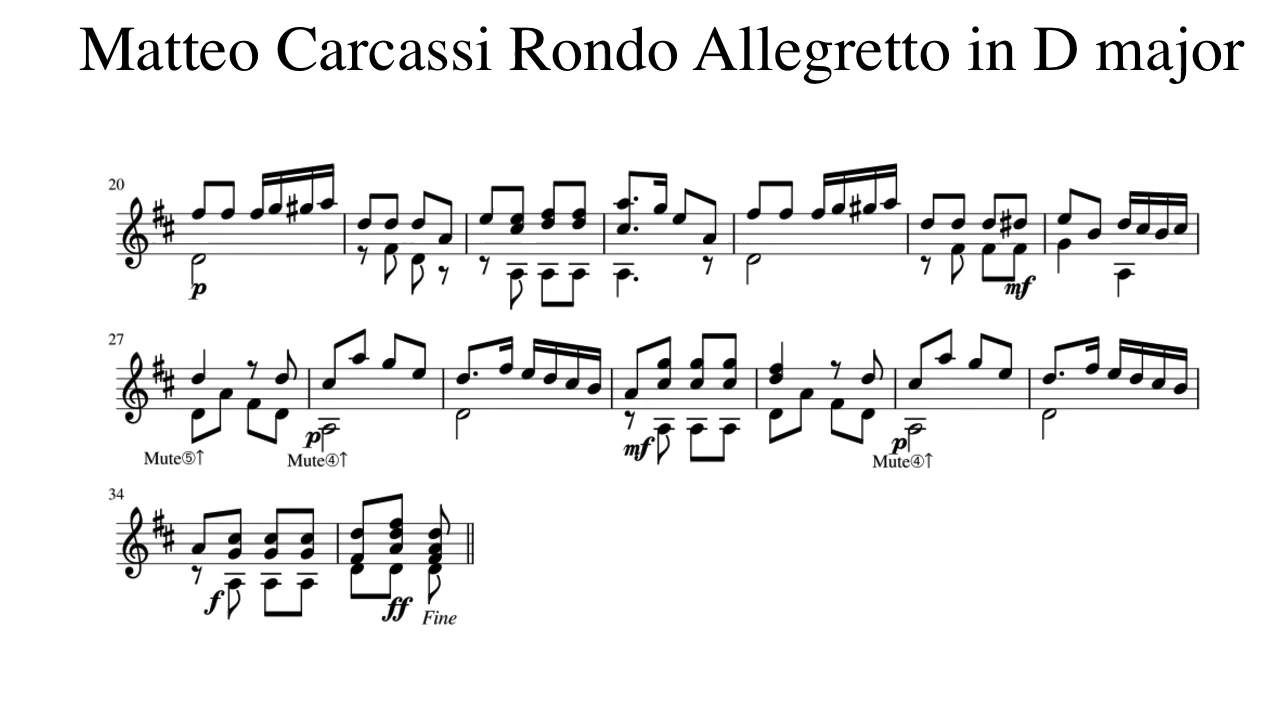 Matteo Carcassi Rondo Allegretto in D major
20
p
mf
27
Mute⑤↑
p
Mute④↑
mf
p
Mute④↑
34
f
ff
Fine